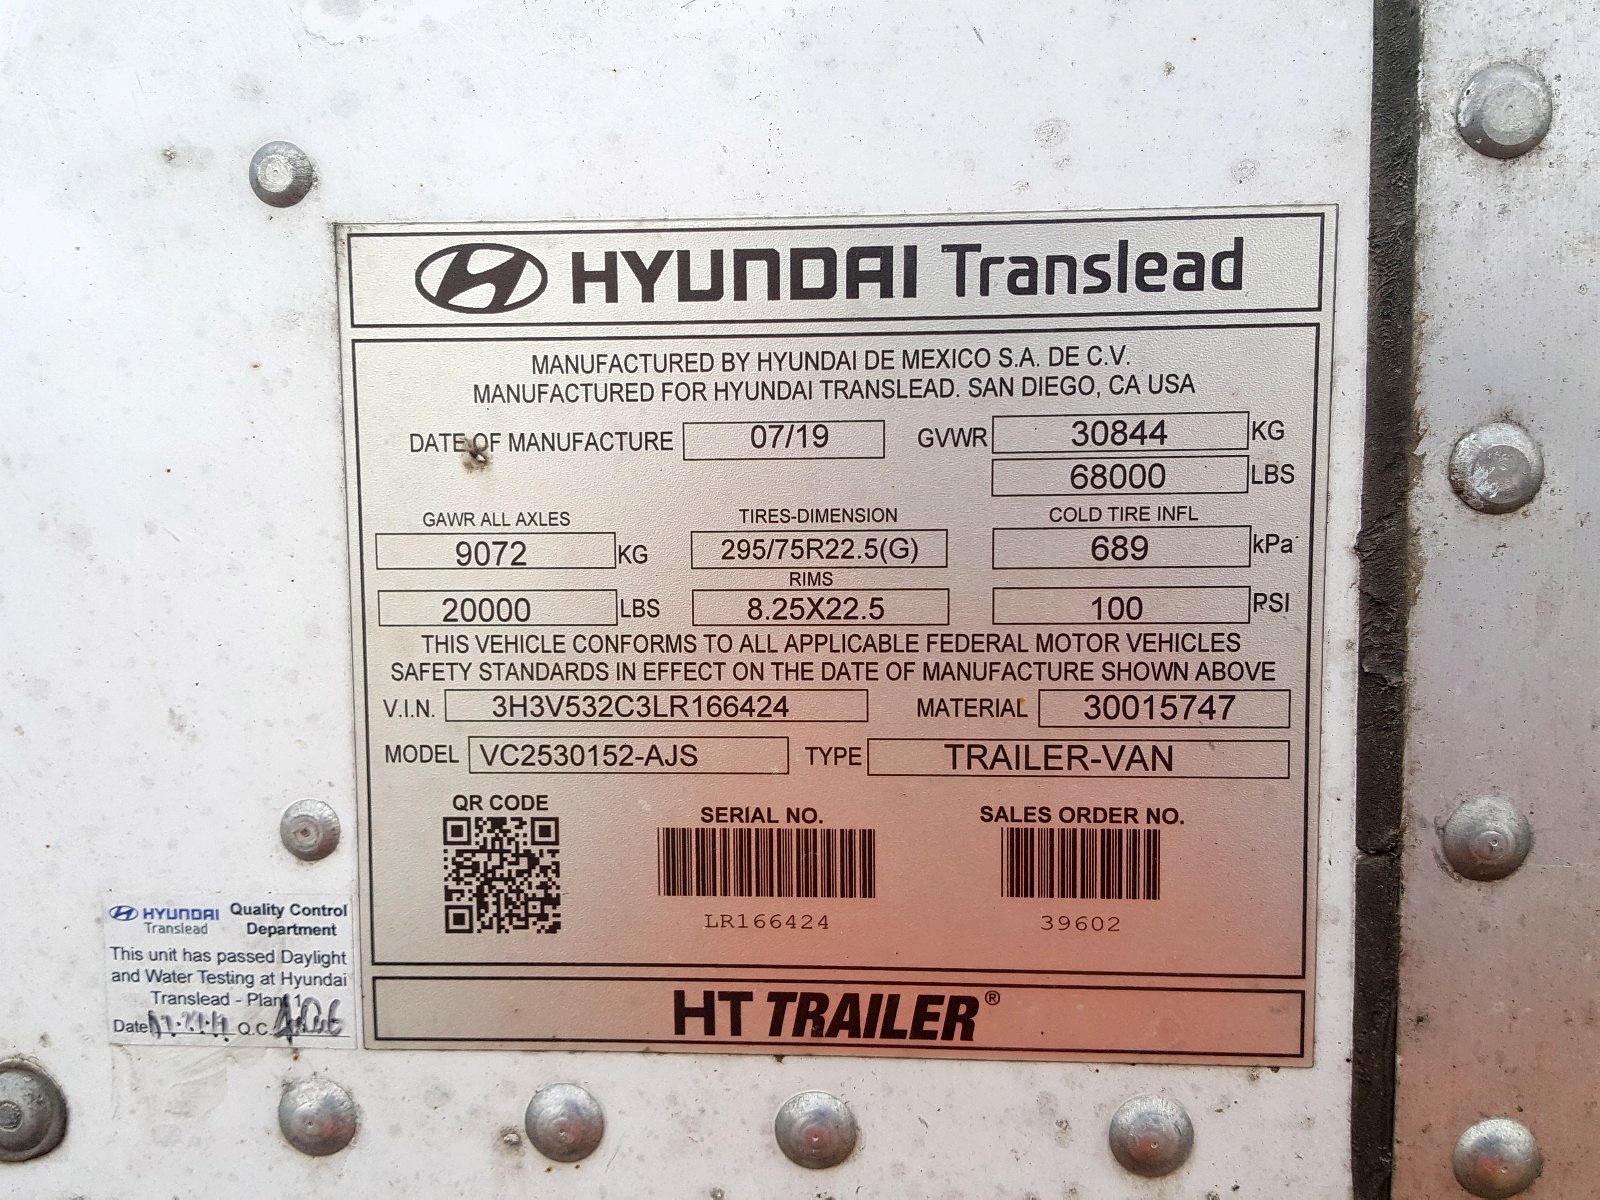 HYUNDAI Translead
MANUFACTURED BY HYUNDAI DE MEXICO S.A. DE C.V.
MANUFACTURED FOR HYUNDAI TRANSLEAD. SAN DIEGO, CA USA
DATE OF MANUFACTURE 07/19 GVWR 30844 KG
68000 LBS
GAWR ALL AXLES TIRES-DIMENSION COLD TIRE INFL
9072 KG 295/75R22.5(G) 689 kPa
RIMS
20000 LBS 8.25X22.5 100 PSI
THIS VEHICLE CONFORMS TO ALL APPLICABLE FEDERAL MOTOR VEHICLES
SAFETY STANDARDS IN EFFECT ON THE DATE OF MANUFACTURE SHOWN ABOVE
V.I.N. 3H3V532C3LR166424 MATERIAL 30015747
MODEL VC2530152-AJS TYPE TRAILER-VAN
QR CODE SERIAL NO. SALES ORDER NO.
LR166424 39602
HT TRAILER®
HYUNDAI Translead Quality Control Department
This unit has passed Daylight
and Water Testing at Hyundai
Translead - Plant 1
Date Q.C.